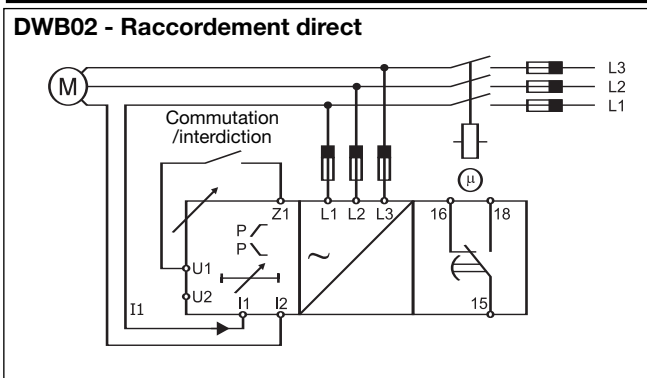 DWB02 - Raccordement direct
L3
M
L2
L1
Commutation
/interdiction
μ
Z1
L1 L2 L3
16
18
P
P
~
U1
U2
I1
I1
I2
15